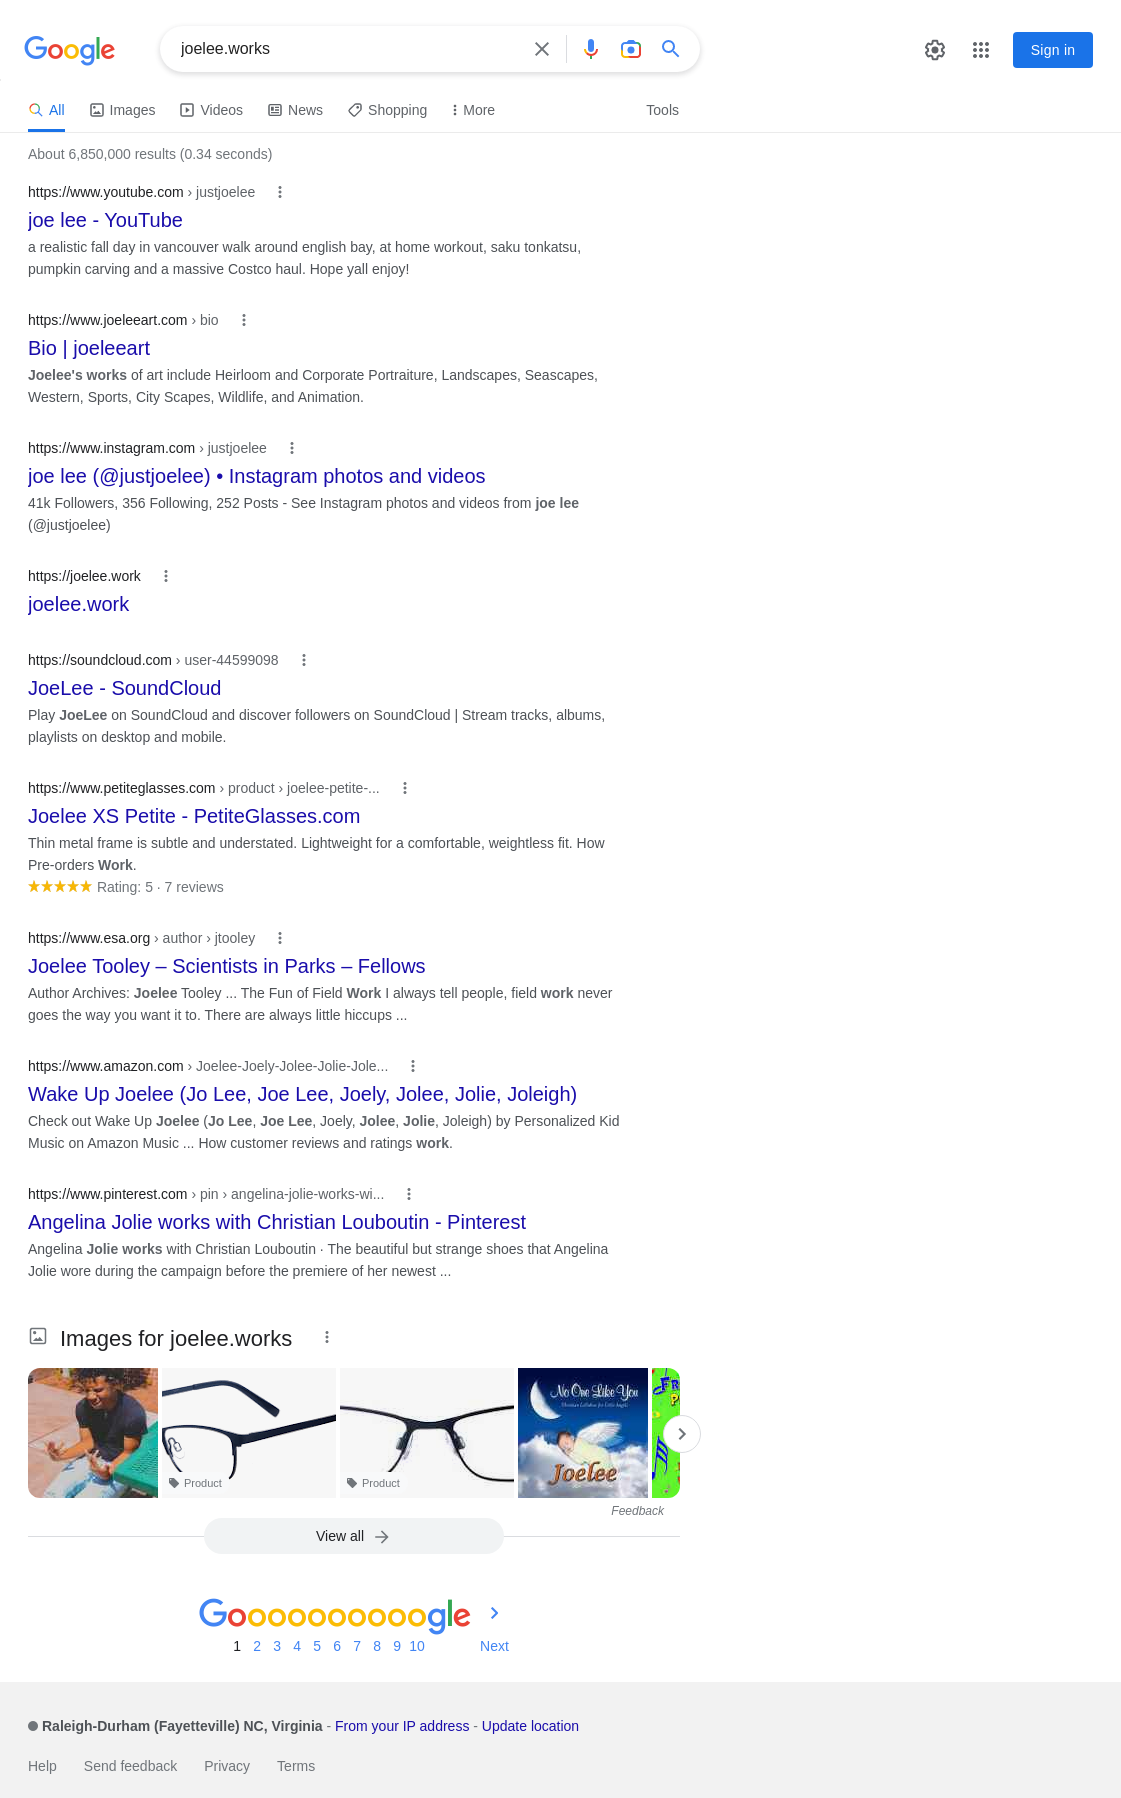 Google
joelee.works
Sign in
All
Images
Videos
News
Shopping
More
Tools
About 6,850,000 results (0.34 seconds)
https://www.youtube.com › justjoelee
joe lee - YouTube
a realistic fall day in vancouver walk around english bay, at home workout, saku tonkatsu,
pumpkin carving and a massive Costco haul. Hope yall enjoy!
https://www.joeleeart.com › bio
Bio | joeleeart
Joelee's works of art include Heirloom and Corporate Portraiture, Landscapes, Seascapes,
Western, Sports, City Scapes, Wildlife, and Animation.
https://www.instagram.com › justjoelee
joe lee (@justjoelee) • Instagram photos and videos
41k Followers, 356 Following, 252 Posts - See Instagram photos and videos from joe lee
(@justjoelee)
https://joelee.work
joelee.work
https://soundcloud.com › user-44599098
JoeLee - SoundCloud
Play JoeLee on SoundCloud and discover followers on SoundCloud | Stream tracks, albums,
playlists on desktop and mobile.
https://www.petiteglasses.com › product › joelee-petite-...
Joelee XS Petite - PetiteGlasses.com
Thin metal frame is subtle and understated. Lightweight for a comfortable, weightless fit. How
Pre-orders Work.
Rating: 5 · 7 reviews
https://www.esa.org › author › jtooley
Joelee Tooley – Scientists in Parks – Fellows
Author Archives: Joelee Tooley ... The Fun of Field Work I always tell people, field work never
goes the way you want it to. There are always little hiccups ...
https://www.amazon.com › Joelee-Joely-Jolee-Jolie-Jole...
Wake Up Joelee (Jo Lee, Joe Lee, Joely, Jolee, Jolie, Joleigh)
Check out Wake Up Joelee (Jo Lee, Joe Lee, Joely, Jolee, Jolie, Joleigh) by Personalized Kid
Music on Amazon Music ... How customer reviews and ratings work.
https://www.pinterest.com › pin › angelina-jolie-works-wi...
Angelina Jolie works with Christian Louboutin - Pinterest
Angelina Jolie works with Christian Louboutin · The beautiful but strange shoes that Angelina
Jolie wore during the campaign before the premiere of her newest ...
Images for joelee.works
Product
Product
No One Like You
Joelee
Feedback
View all
Goooooooooogle
1 2 3 4 5 6 7 8 9 10 Next
Raleigh-Durham (Fayetteville) NC, Virginia - From your IP address - Update location
Help
Send feedback
Privacy
Terms